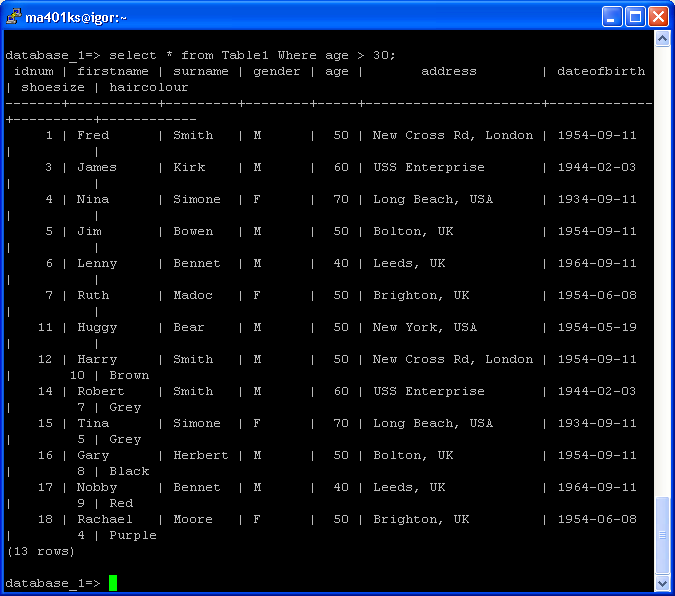 ma401ks@igor:~
database_1=> select * from Table1 Where age > 30;
 idnum | firstname | surname | gender | age |       address        | dateofbirth
| shoesize | haircolour
-------+-----------+---------+--------+-----+----------------------+-------------
+----------+------------
     1 | Fred      | Smith   | M      |  50 | New Cross Rd, London | 1954-09-11
|          |
     3 | James     | Kirk    | M      |  60 | USS Enterprise       | 1944-02-03
|          |
     4 | Nina      | Simone  | F      |  70 | Long Beach, USA      | 1934-09-11
|          |
     5 | Jim       | Bowen   | M      |  50 | Bolton, UK           | 1954-09-11
|          |
     6 | Lenny     | Bennet  | M      |  40 | Leeds, UK            | 1964-09-11
|          |
     7 | Ruth      | Madoc   | F      |  50 | Brighton, UK         | 1954-06-08
|          |
    11 | Huggy     | Bear    | M      |  50 | New York, USA        | 1954-05-19
|          |
    12 | Harry     | Smith   | M      |  50 | New Cross Rd, London | 1954-09-11
|       10 | Brown
    14 | Robert    | Smith   | M      |  60 | USS Enterprise       | 1944-02-03
|        7 | Grey
    15 | Tina      | Simone  | F      |  70 | Long Beach, USA      | 1934-09-11
|        5 | Grey
    16 | Gary      | Herbert | M      |  50 | Bolton, UK           | 1954-09-11
|        8 | Black
    17 | Nobby     | Bennet  | M      |  40 | Leeds, UK            | 1964-09-11
|        9 | Red
    18 | Rachael   | Moore   | F      |  50 | Brighton, UK         | 1954-06-08
|        4 | Purple
(13 rows)
database_1=>